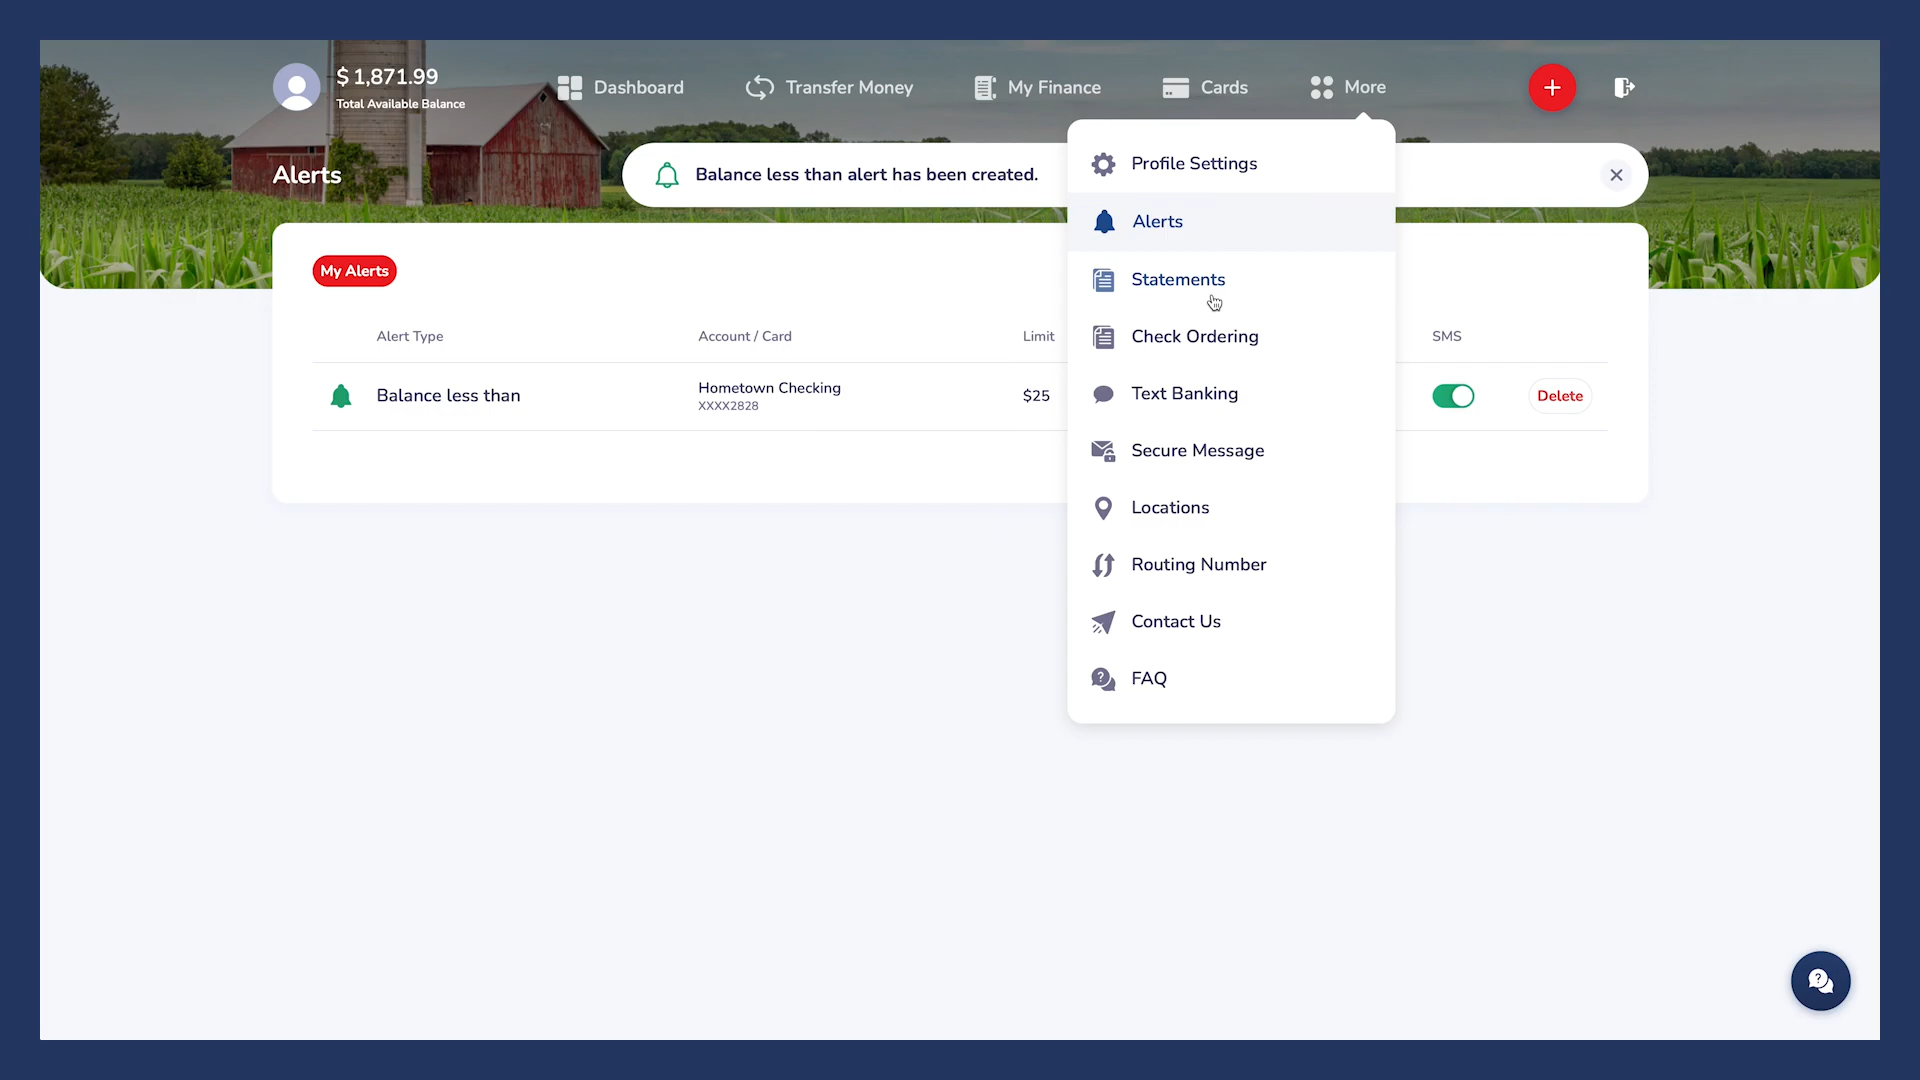 $ 1,871.99
Total Available Balance
Dashboard
Transfer Money
My Finance
Cards
More
Alerts
Balance less than alert has been created.
My Alerts
Alert Type
Account / Card
Limit
SMS
Balance less than
Hometown Checking
XXXX2828
$25
Delete
Profile Settings
Alerts
Statements
Check Ordering
Text Banking
Secure Message
Locations
Routing Number
Contact Us
FAQ